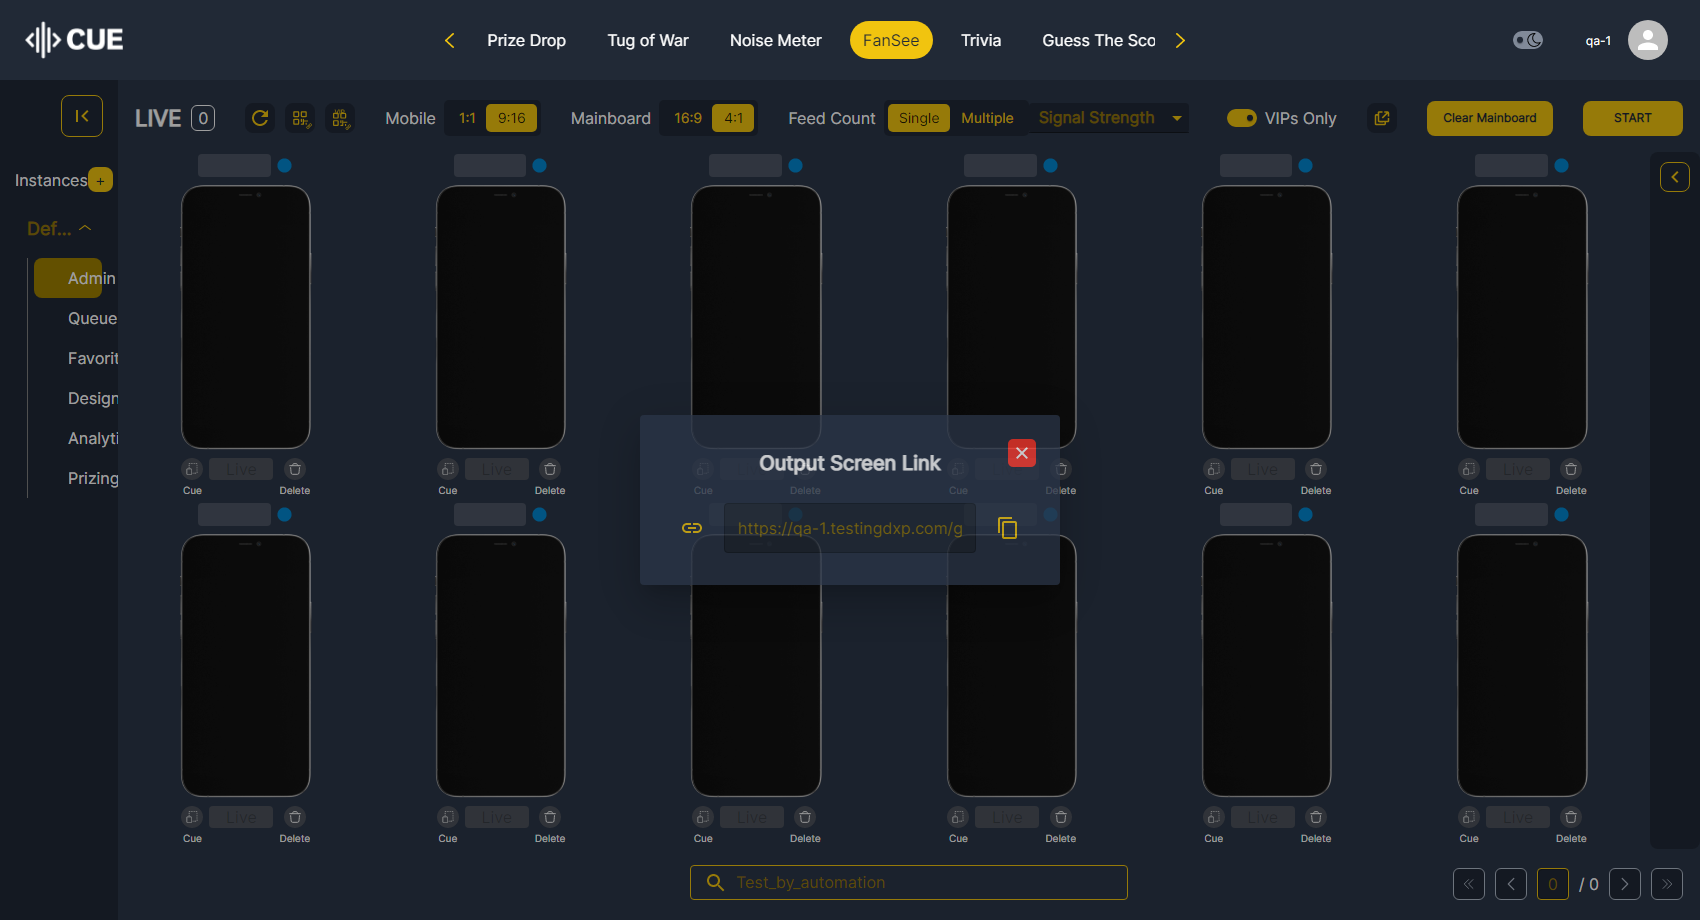 CUE
Prize Drop
Tug of War
Noise Meter
FanSee
Trivia
Guess The Sco
qa-1
LIVE 0
Mobile 1:1 9:16
Mainboard 16:9 4:1
Feed Count Single Multiple
Signal Strength
VIPs Only
Clear Mainboard
START
Instances +
Def...
Admin
Queue
Favorit
Design
Analyti
Prizing
Live Live Live Live
Cue Delete Cue Delete Cue Delete Cue Delete Cue Delete Cue Delete
Output Screen Link
https://qa-1.testingdxp.com/g
Live Live Live Live Live Live
Cue Delete Cue Delete Cue Delete Cue Delete Cue Delete Cue Delete
Test_by_automation
0 / 0